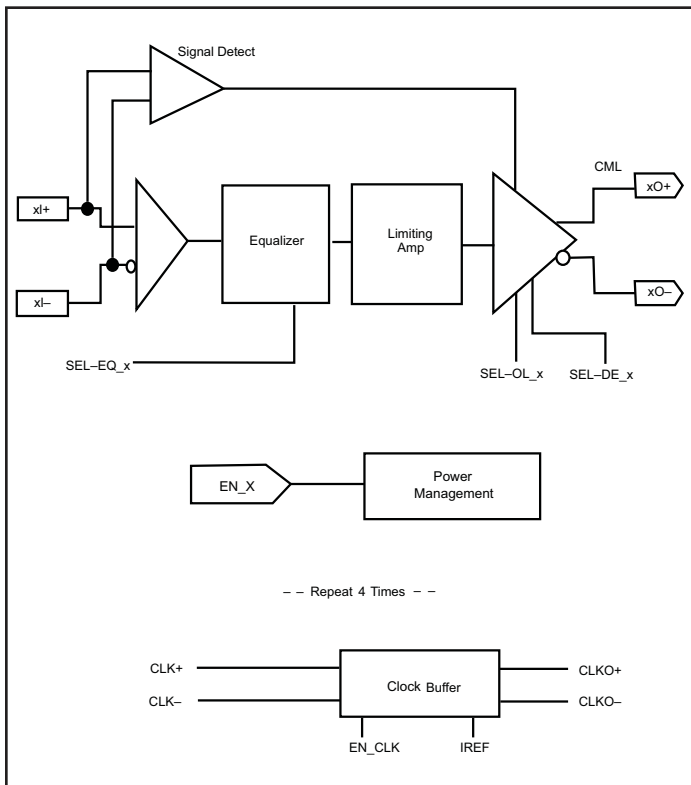 Signal Detect
CML
xI+
xO+
Equalizer
Limiting
Amp
xI–
xO–
SEL–EQ_x
SEL–OL_x
SEL–DE_x
EN_X
Power
Management
– – Repeat 4 Times – –
CLK+
CLKO+
Clock Buffer
CLK–
CLKO–
EN_CLK
IREF